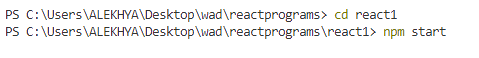 PS C:\Users\ALEKHYA\Desktop\wad\reactprograms> cd react1
PS C:\Users\ALEKHYA\Desktop\wad\reactprograms\react1> npm start